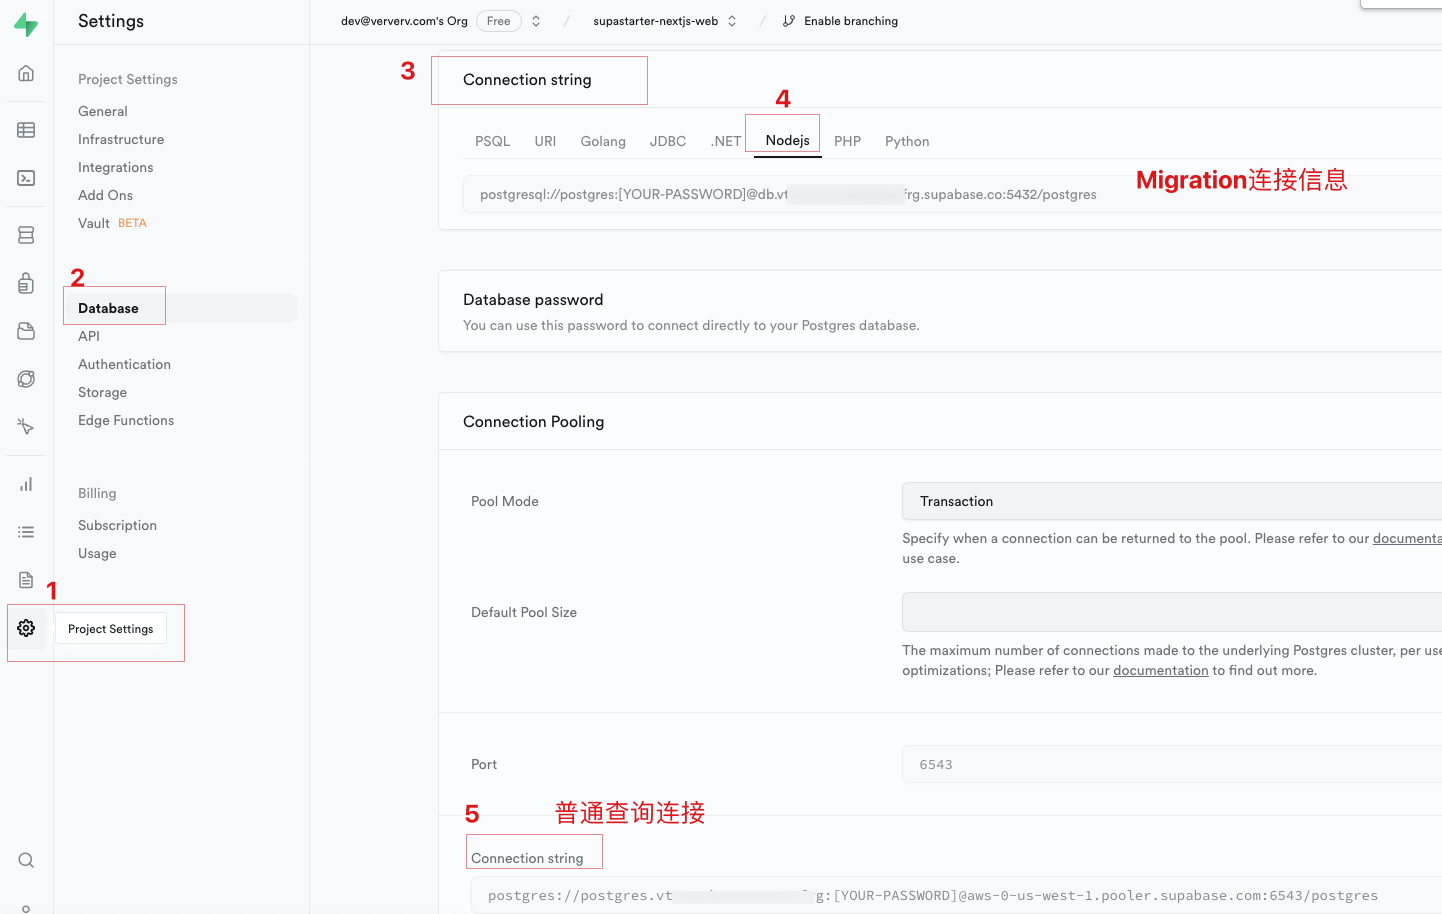 Settings
dev@ververv.com's Org Free / supastarter-nextjs-web / Enable branching
Project Settings
General
Infrastructure
Integrations
Add Ons
Vault BETA
2
Database
API
Authentication
Storage
Edge Functions
Billing
Subscription
Usage
1
Project Settings
3
Connection string
4
PSQL URI Golang JDBC .NET Nodejs PHP Python
Migration连接信息
postgresql://postgres:[YOUR-PASSWORD]@db.vt frg.supabase.co:5432/postgres
Database password
You can use this password to connect directly to your Postgres database.
Connection Pooling
Pool Mode
Transaction
Specify when a connection can be returned to the pool. Please refer to our documenta
use case.
Default Pool Size
The maximum number of connections made to the underlying Postgres cluster, per use
optimizations; Please refer to our documentation to find out more.
Port
6543
5 普通查询连接
Connection string
postgres://postgres.vt g:[YOUR-PASSWORD]@aws-0-us-west-1.pooler.supabase.com:6543/postgres